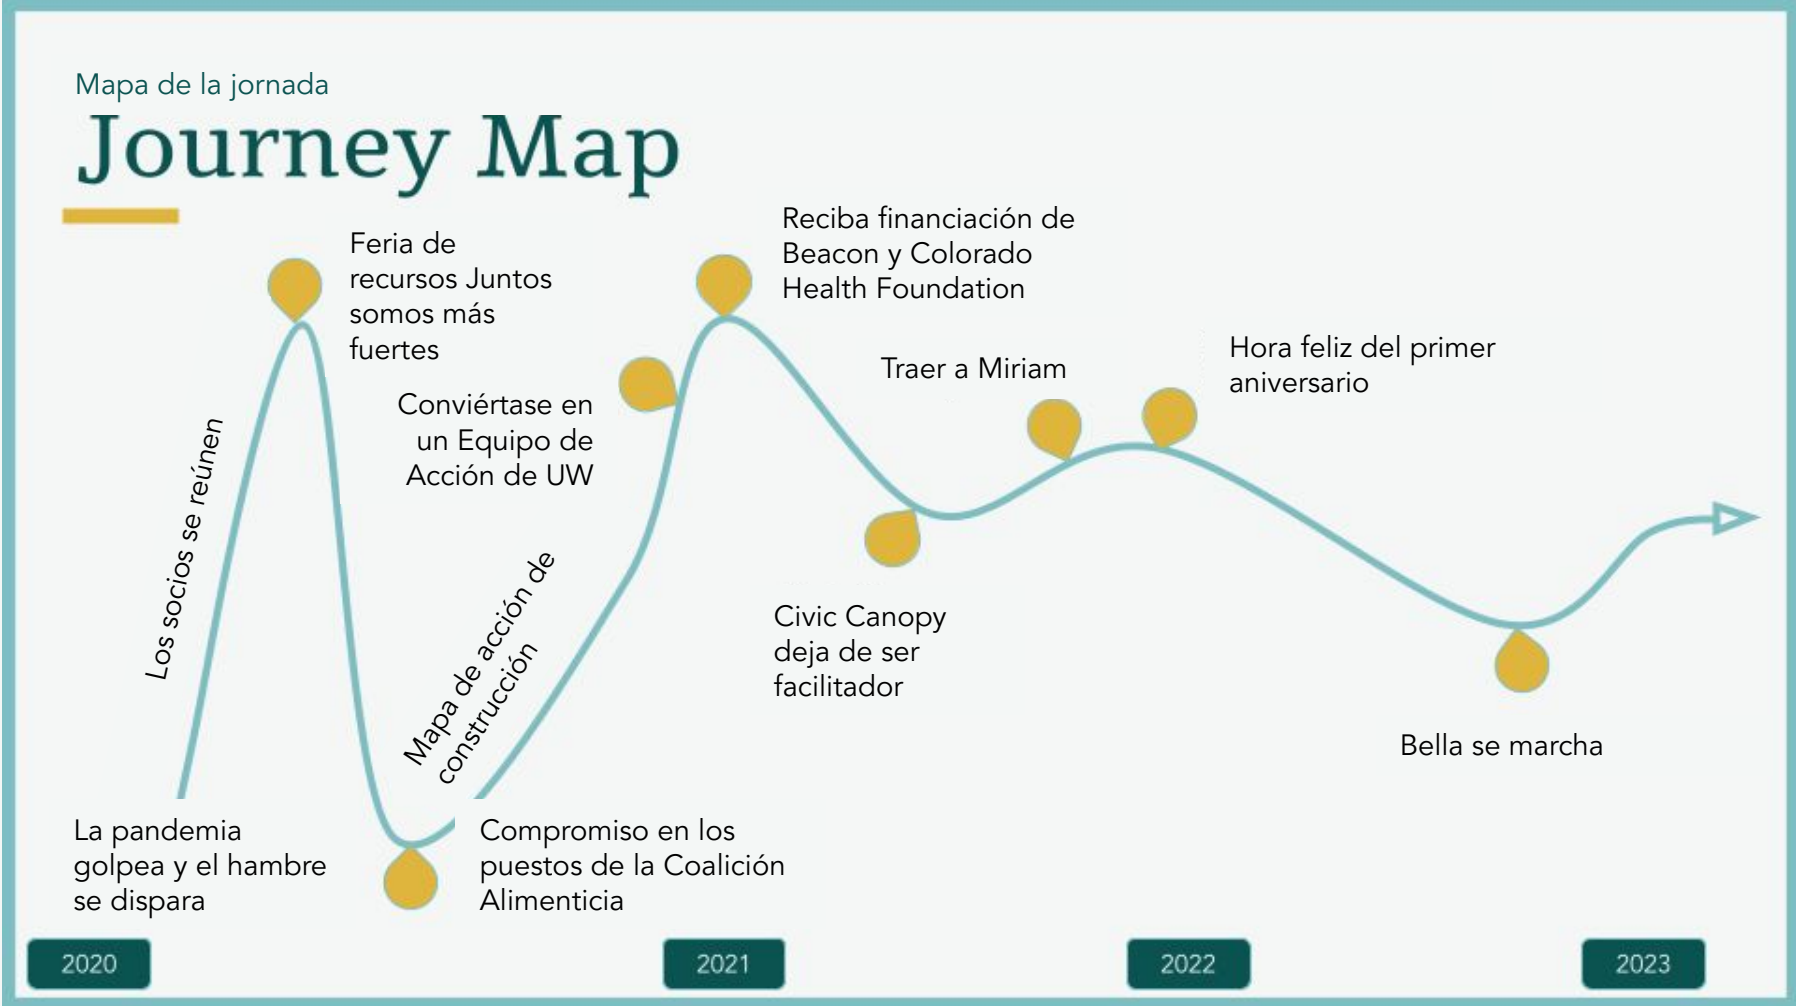 Mapa de la jornada
Journey Map
Feria de
recursos Juntos
somos más
fuertes
Reciba financiación de
Beacon y Colorado
Health Foundation
Conviértase en
un Equipo de
Acción de UW
Traer a Miriam
Hora feliz del primer
aniversario
Los socios se reúnen
Mapa de acción de
construcción
Civic Canopy
deja de ser
facilitador
Bella se marcha
La pandemia
golpea y el hambre
se dispara
Compromiso en los
puestos de la Coalición
Alimenticia
2020
2021
2022
2023